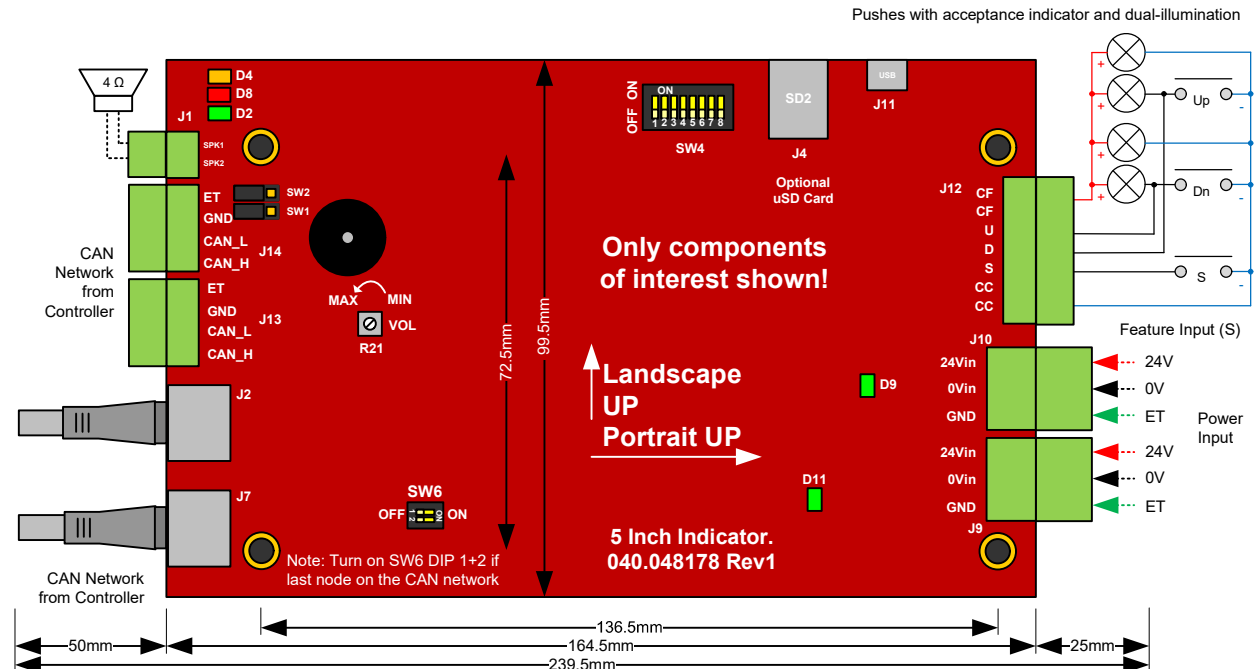 Pushes with acceptance indicator and dual-illumination
4 Ω
D4
D8
D2
J1
SPK1
SPK2
ET
GND
CAN_L
CAN_H
J14
SW2
SW1
CAN
Network
from
Controller
ET
GND
CAN_L
CAN_H
J13
MAX
MIN
VOL
R21
J2
J7
CAN Network
from Controller
OFF ON
ON
1 2 3 4 5 6 7 8
SW4
SD2
J4
Optional
uSD Card
USB
J11
Only components
of interest shown!
72.5mm
99.5mm
Landscape
UP
Portrait UP
SW6
OFF
1 2
ON
ON
Note: Turn on SW6 DIP 1+2 if
last node on the CAN network
D9
D11
5 Inch Indicator.
040.048178 Rev1
J12
CF
CF
U
D
S
CC
CC
+
+
+
+
Up
-
Dn
-
S
-
Feature Input (S)
J10
24Vin
0Vin
GND
24V
0V
ET
Power
Input
24Vin
0Vin
GND
J9
24V
0V
ET
136.5mm
50mm
164.5mm
25mm
239.5mm